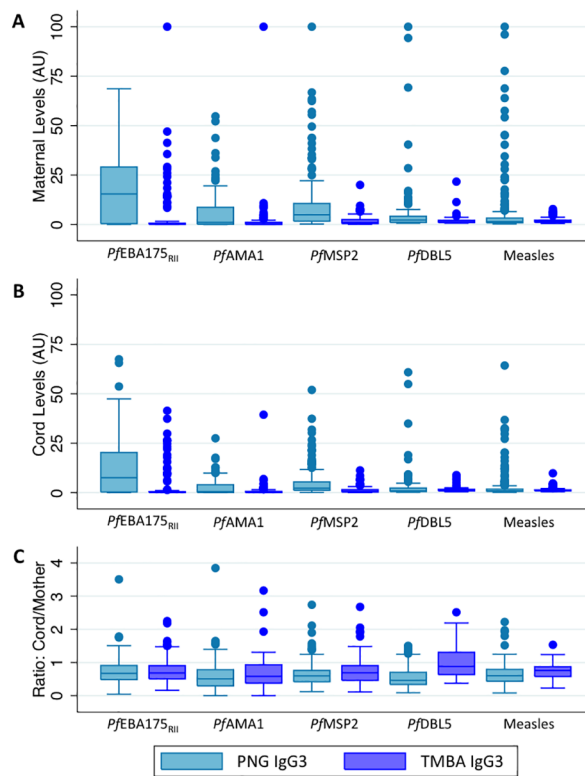 A
Maternal Levels (AU)
100
75
50
25
0
PfEBA175RII PfAMA1 PfMSP2 PfDBL5 Measles
B
Cord Levels (AU)
100
75
50
25
0
PfEBA175RII PfAMA1 PfMSP2 PfDBL5 Measles
C
Ratio: Cord/Mother
4
3
2
1
0
PfEBA175RII PfAMA1 PfMSP2 PfDBL5 Measles
PNG IgG3 TMBA IgG3